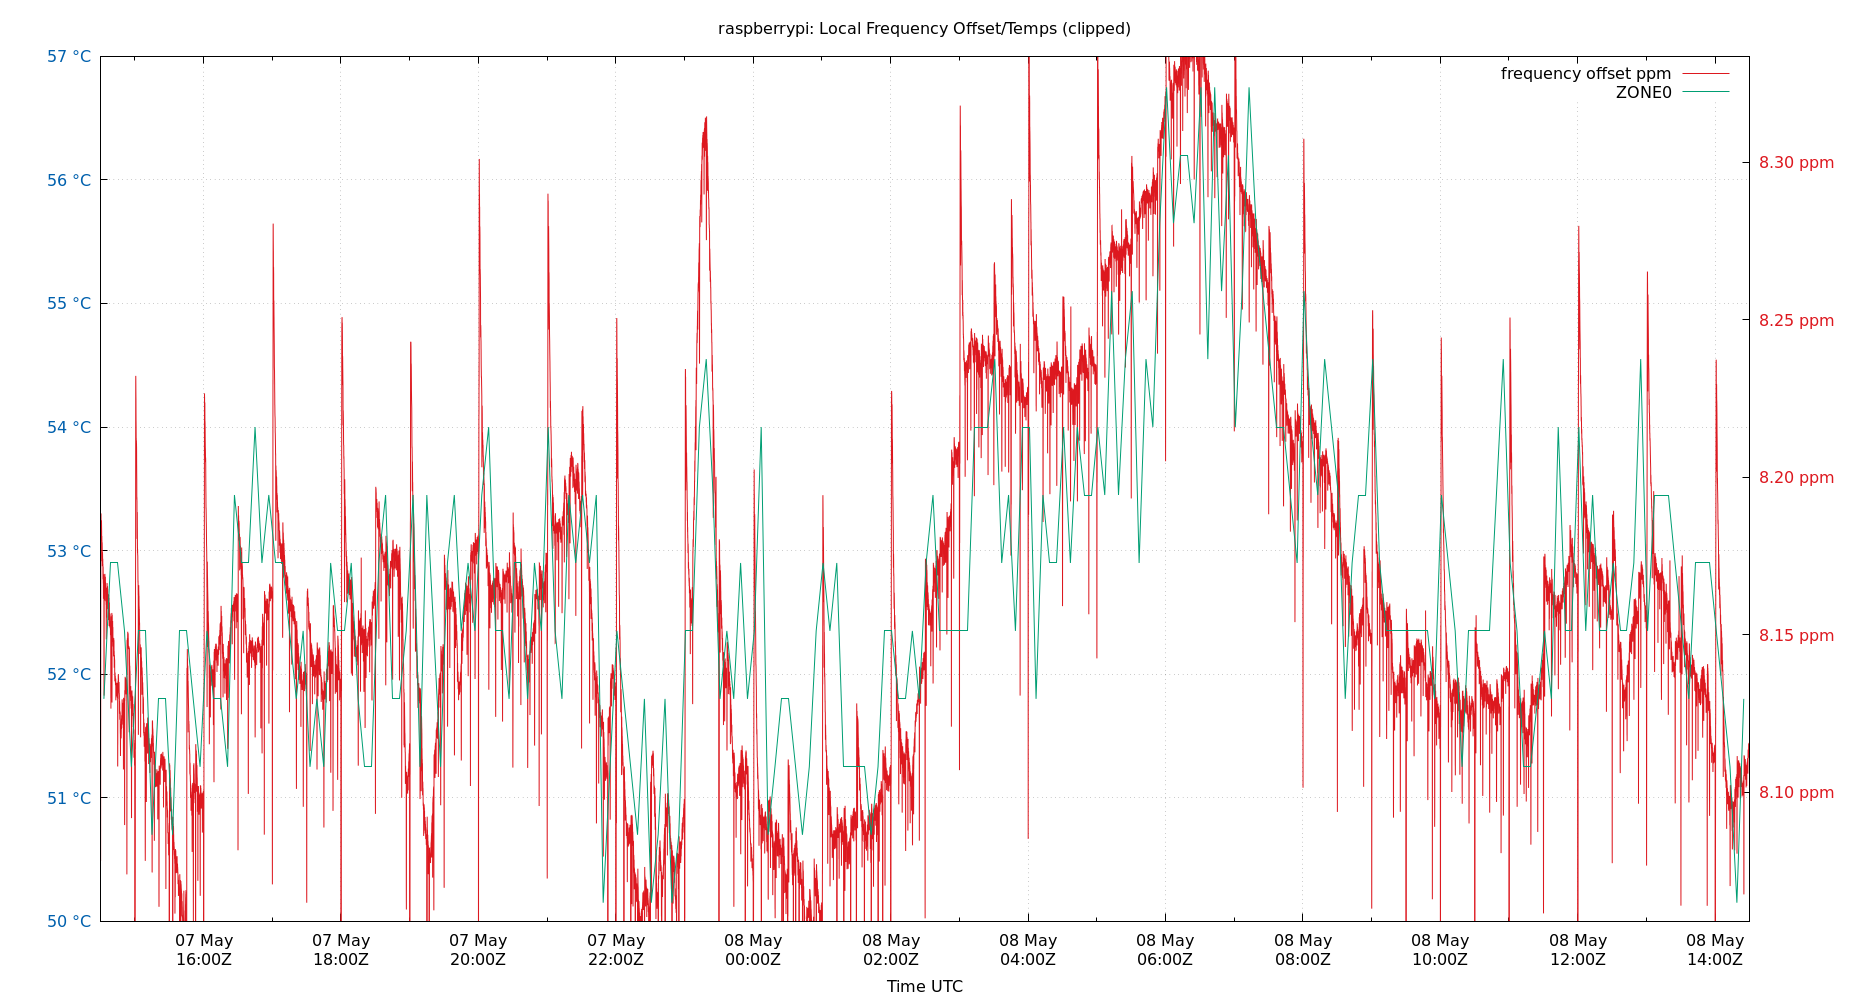 raspberrypi: Local Frequency Offset/Temps (clipped)
57 °C
56 °C
55 °C
54 °C
53 °C
52 °C
51 °C
50 °C
frequency offset ppm
ZONE0
8.30 ppm
8.25 ppm
8.20 ppm
8.15 ppm
8.10 ppm
07 May
16:00Z
07 May
18:00Z
07 May
20:00Z
07 May
22:00Z
08 May
00:00Z
08 May
02:00Z
08 May
04:00Z
08 May
06:00Z
08 May
08:00Z
08 May
10:00Z
08 May
12:00Z
08 May
14:00Z
Time UTC